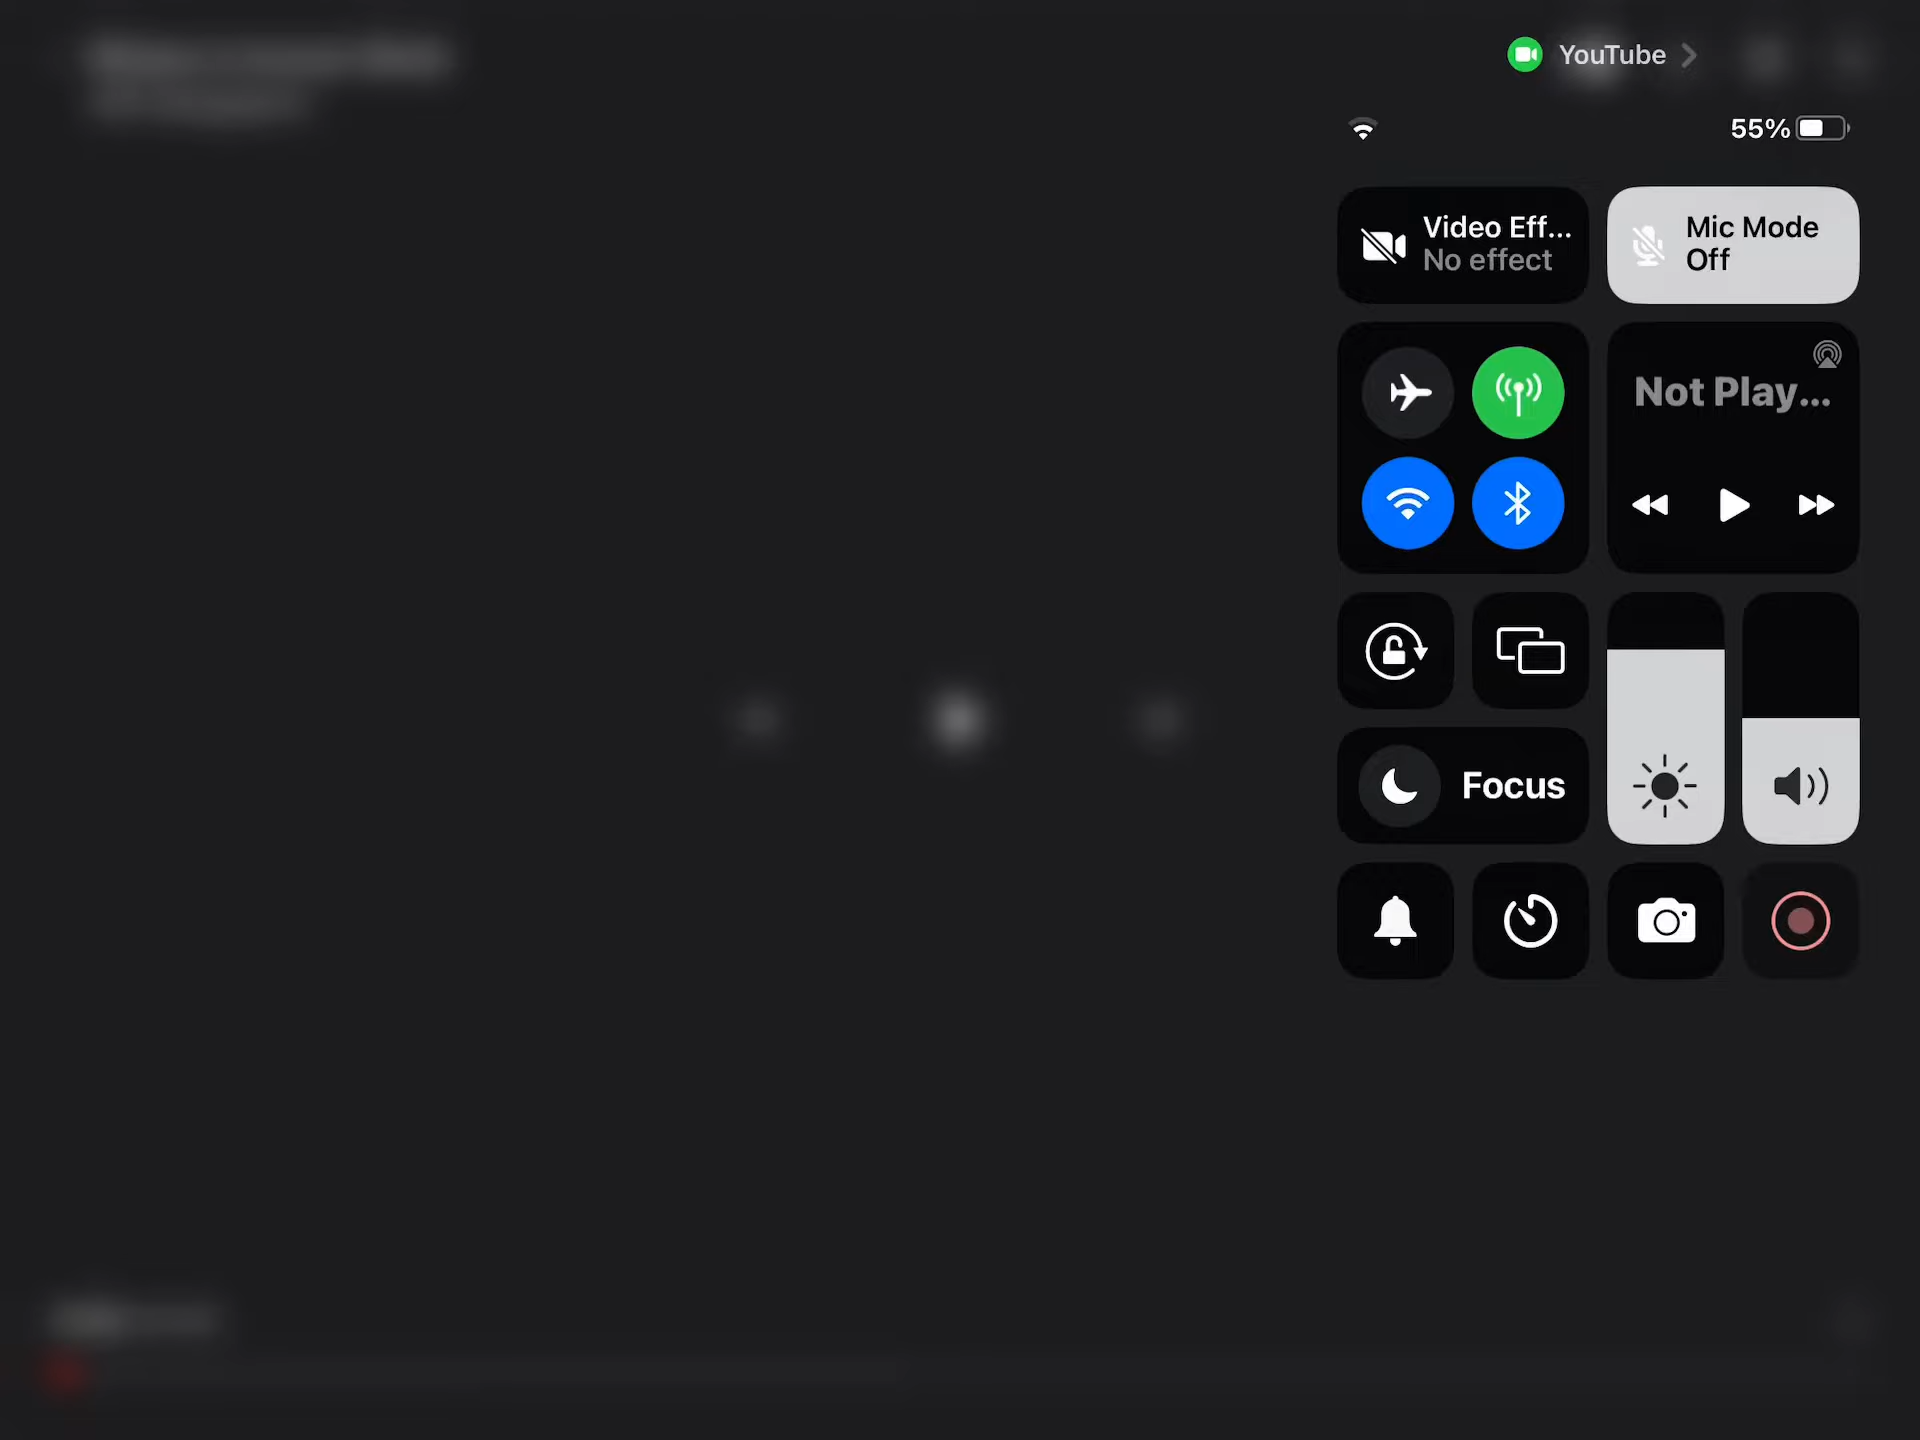 YouTube
55%
Video Eff...
No effect
Mic Mode
Off
Not Play...
Focus